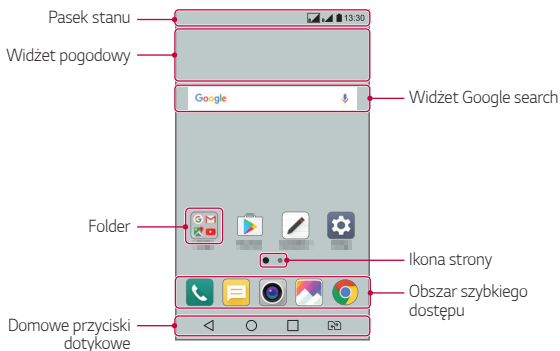 Pasek stanu
13:30
Widżet pogodowy
Google
Widżet Google search
Folder
Ikona strony
Obszar szybkiego
dostępu
Domowe przyciski
dotykowe